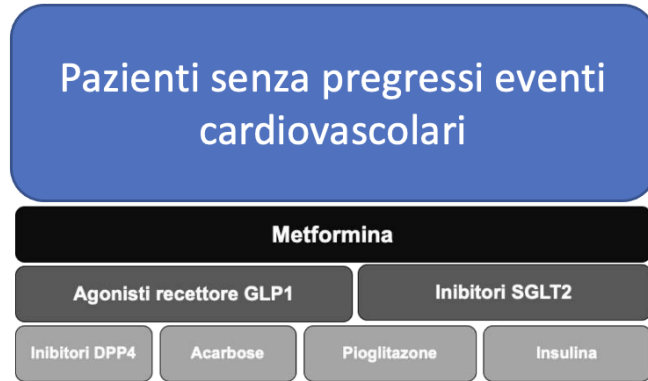 Pazienti senza pregressi eventi
cardiovascolari
Metformina
Agonisti recettore GLP1 Inibitori SGLT2
Inibitori DPP4 Acarbose Pioglitazone Insulina